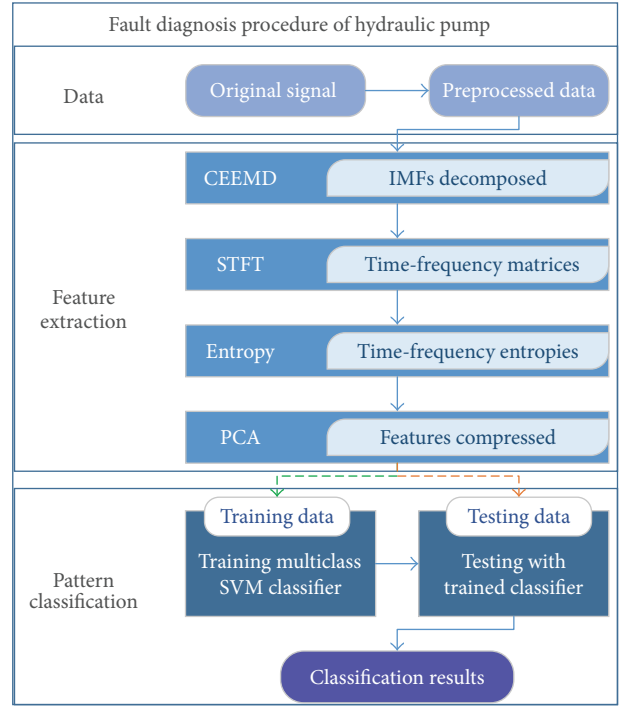 Fault diagnosis procedure of hydraulic pump
Data
Original signal
Preprocessed data
Feature
extraction
CEEMD
IMFs decomposed
STFT
Time-frequency matrices
Entropy
Time-frequency entropies
PCA
Features compressed
Pattern
classification
Training data
Training multiclass
SVM classifier
Testing data
Testing with
trained classifier
Classification results